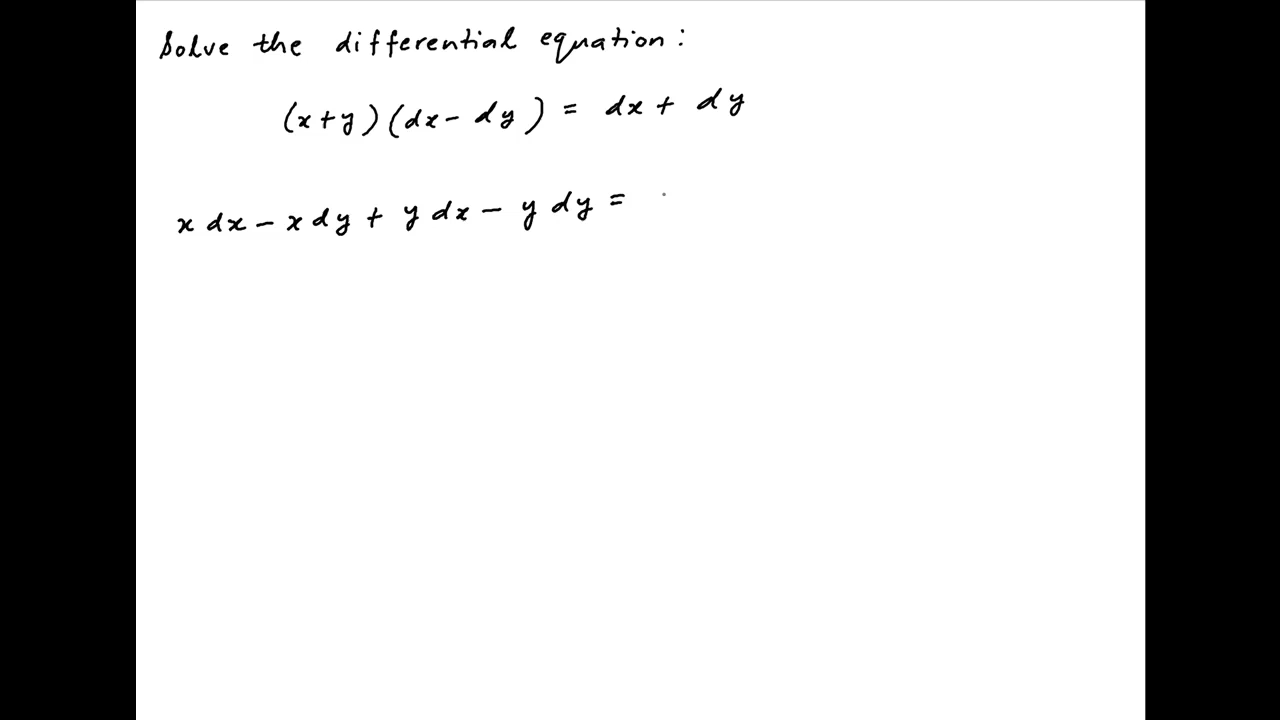 Solve the differential equation:
(x+y)(dx-dy) = dx + dy
x dx - x dy + y dx - y dy =